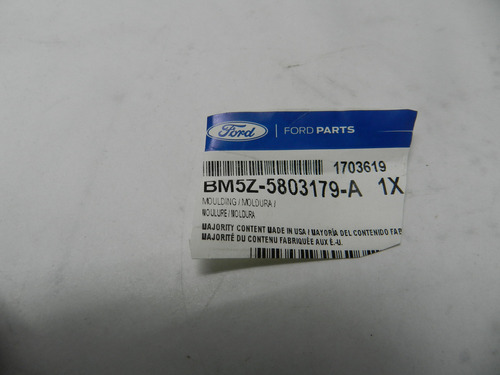 Ford | FORD PARTS
1703619
BM5Z-5803179-A 1X
MOULDING / MOLDURA /
MOULURE / MOLDURA
MAJORITY CONTENT MADE IN USA / MAYORÍA DEL CONTENIDO FAB
MAJORITÉ DU CONTENU FABRIQUÉE AUX É.-U.